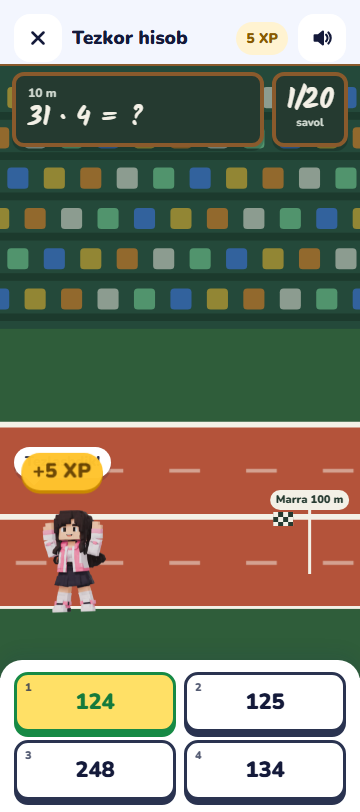 Tezkor hisob
5 XP
10 m
31 · 4 = ?
1/20
savol
+5 XP
Marra 100 m
1
124
2
125
3
248
4
134